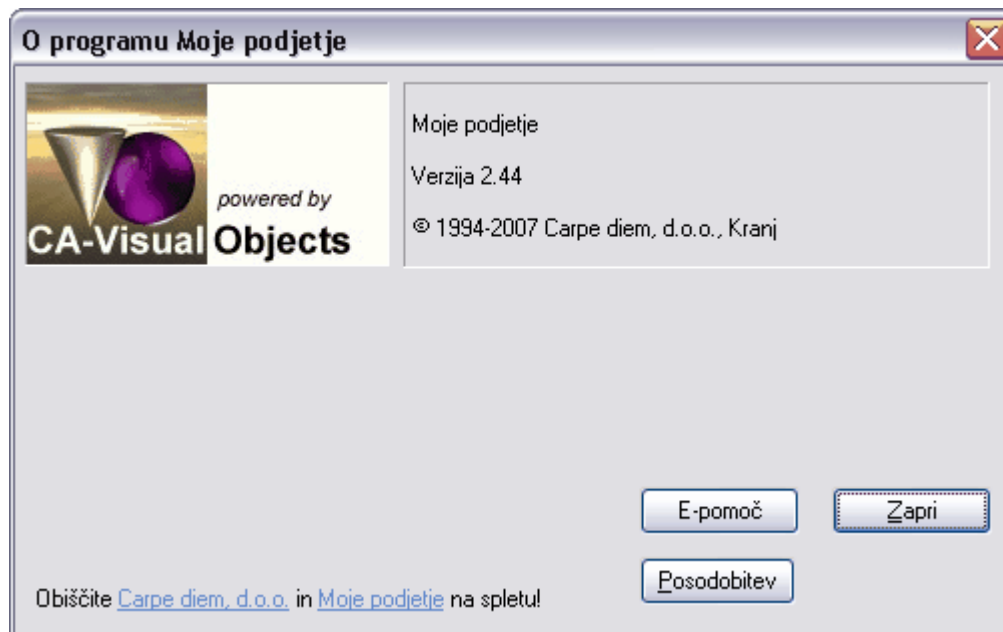 O programu Moje podjetje
powered by
CA-Visual Objects
Moje podjetje
Verzija 2.44
© 1994-2007 Carpe diem, d.o.o., Kranj
E-pomoč
Zapri
Posodobitev
Obiščite Carpe diem, d.o.o. in Moje podjetje na spletu!